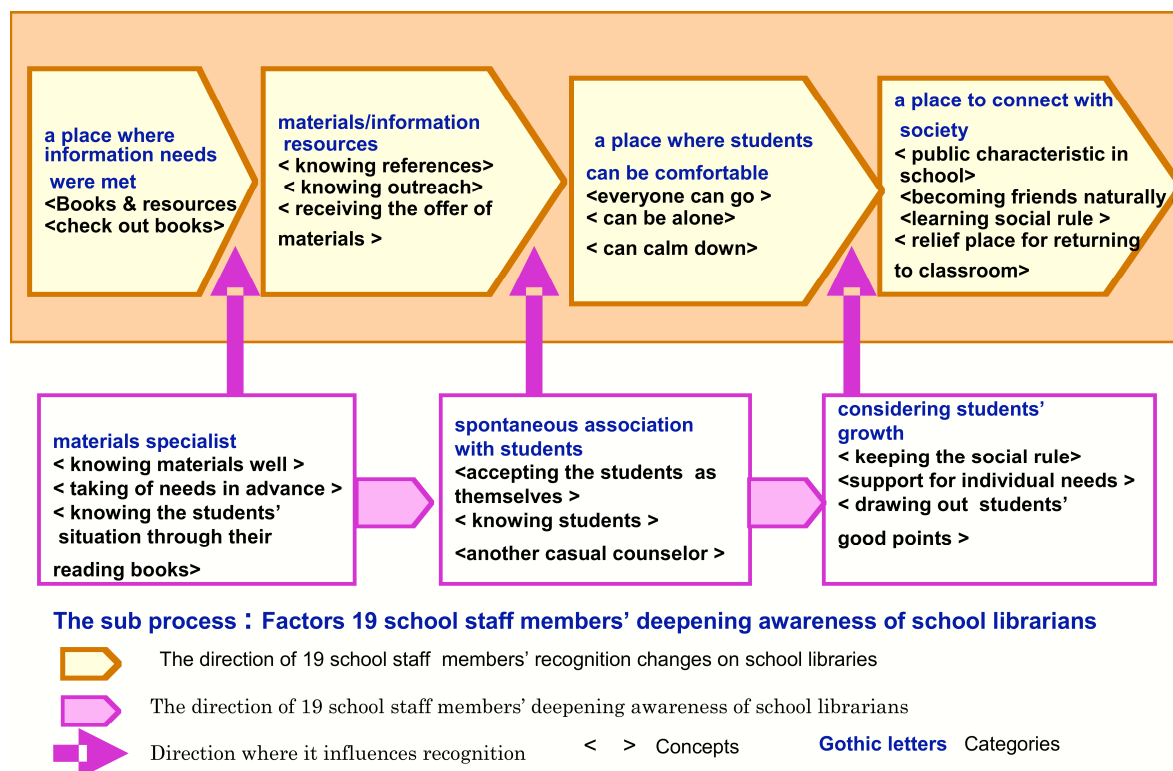 a place where
information needs
were met
<Books & resources
<check out books>
materials/information
resources
< knowing references>
< knowing outreach>
< receiving the offer of
materials >
a place where students
can be comfortable
<everyone can go >
< can be alone>
< can calm down>
a place to connect with
society
< public characteristic in
school>
<becoming friends naturally
<learning social rule >
< relief place for returning
to classroom>
materials specialist
< knowing materials well >
< taking of needs in advance >
< knowing the students’
situation through their
reading books>
spontaneous association
with students
<accepting the students as
themselves >
< knowing students >
<another casual counselor >
considering students’
growth
< keeping the social rule>
<support for individual needs >
< drawing out students’
good points >
The sub process : Factors 19 school staff members’ deepening awareness of school librarians
The direction of 19 school staff members’ recognition changes on school libraries
The direction of 19 school staff members’ deepening awareness of school librarians
Direction where it influences recognition
< > Concepts
Gothic letters Categories